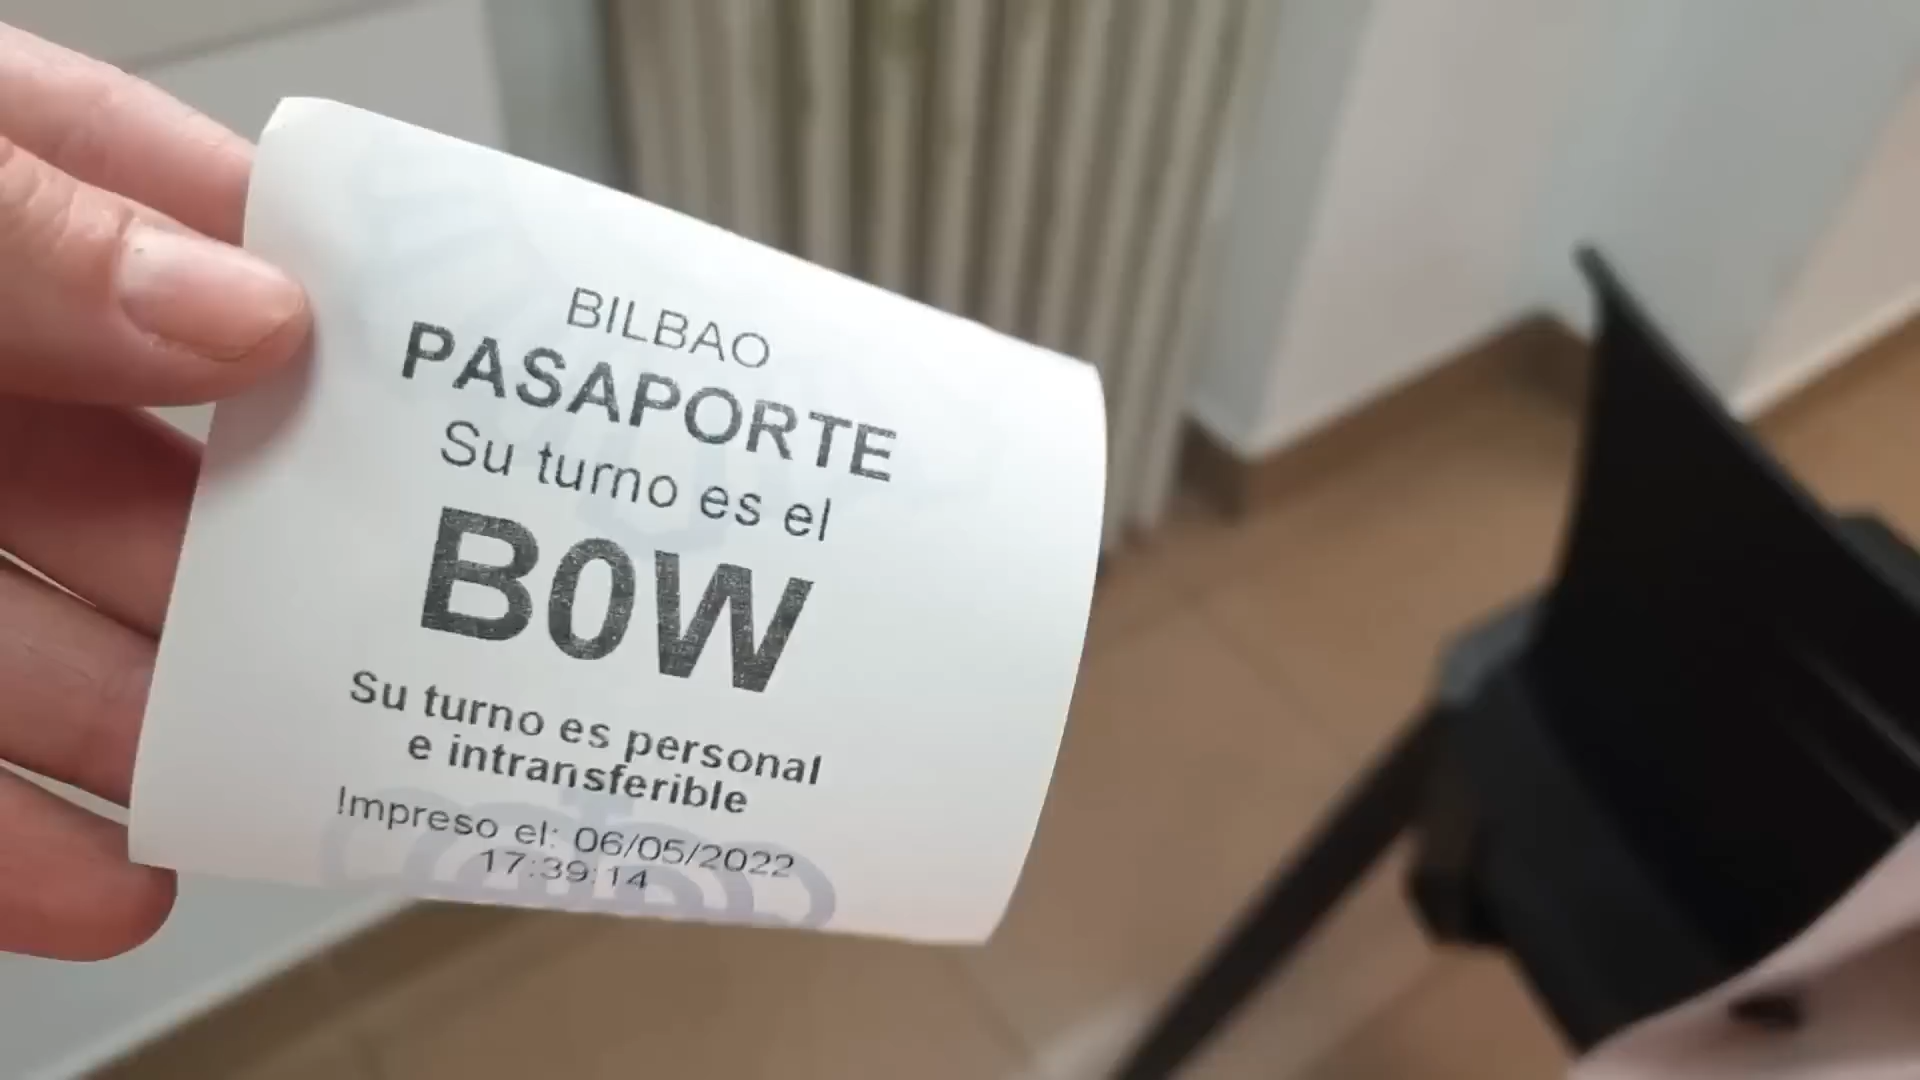 BILBAO
PASAPORTE
Su turno es el
B0W
Su turno es personal
e intransferible
Impreso el: 06/05/2022
17:39:14